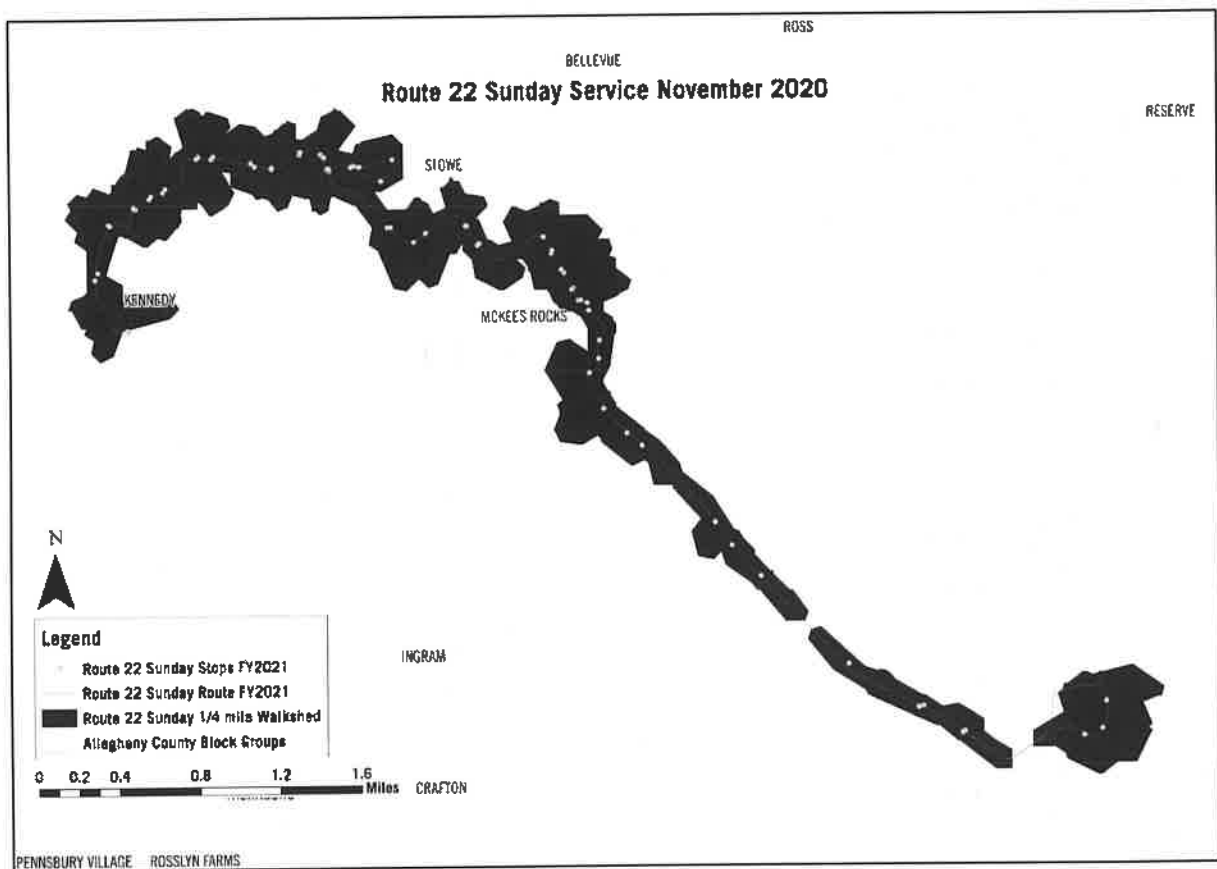 ROSS
BELLEVUE
Route 22 Sunday Service November 2020
RESERVE
STOWE
KENNEDY
MCKEES ROCKS
N
Legend
Route 22 Sunday Stops FY2021
Route 22 Sunday Route FY2021
Route 22 Sunday 1/4 mile Walkshed
Allegheny County Block Groups
INGRAM
0 0.2 0.4 0.8 1.2 1.6
Miles
CRAFTON
PENNSBURY VILLAGE ROSSLYN FARMS